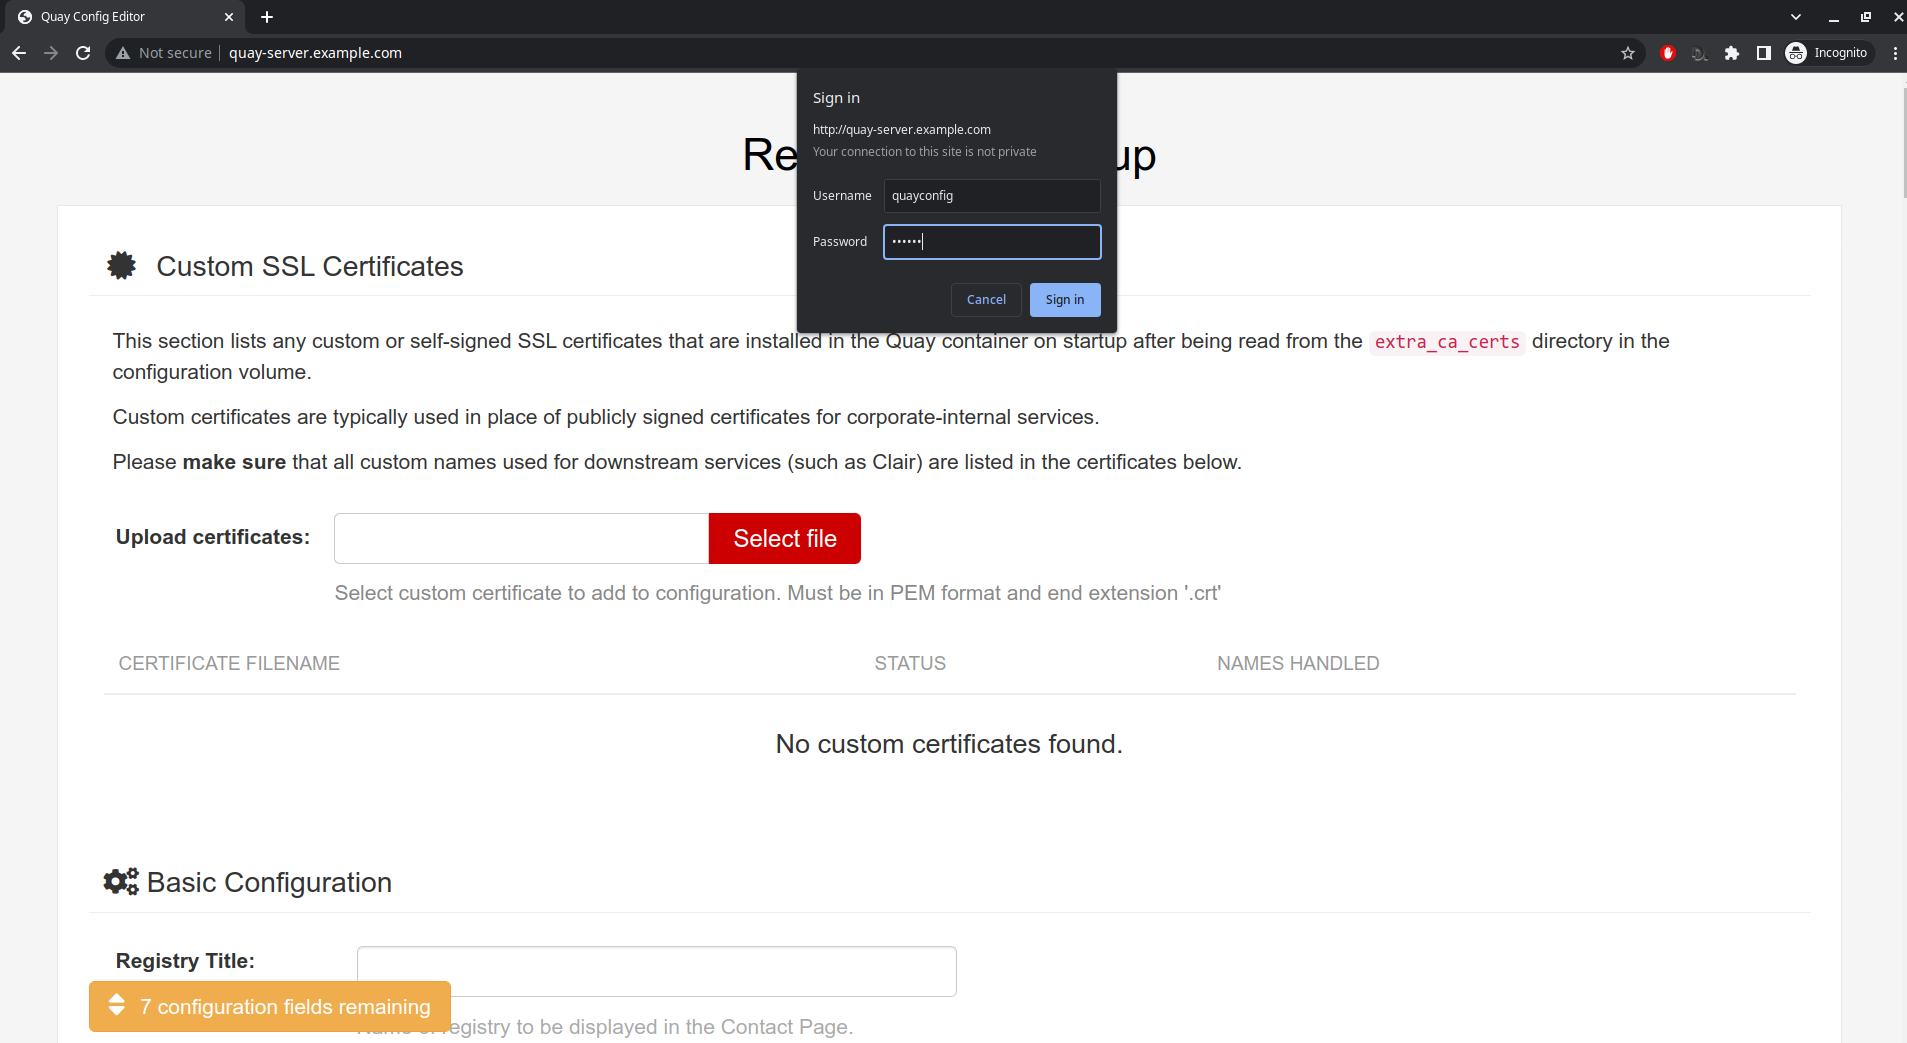 Quay Config Editor
Not secure
quay-server.example.com
Incognito
Sign in
http://quay-server.example.com
Your connection to this site is not private
Username
quayconfig
Password
••••••
Cancel
Sign in
Custom SSL Certificates
This section lists any custom or self-signed SSL certificates that are installed in the Quay container on startup after being read from the extra_ca_certs directory in the
configuration volume.
Custom certificates are typically used in place of publicly signed certificates for corporate-internal services.
Please make sure that all custom names used for downstream services (such as Clair) are listed in the certificates below.
Upload certificates:
Select file
Select custom certificate to add to configuration. Must be in PEM format and end extension '.crt'
CERTIFICATE FILENAME
STATUS
NAMES HANDLED
No custom certificates found.
Basic Configuration
Registry Title:
7 configuration fields remaining
registry to be displayed in the Contact Page.